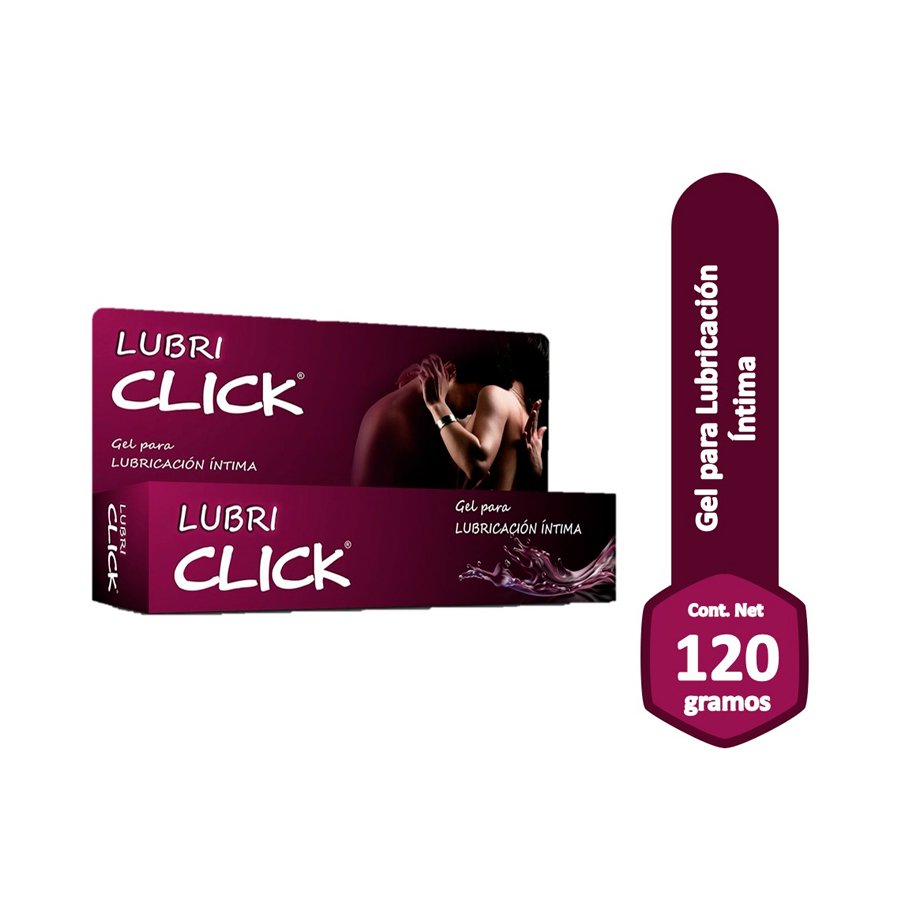 LUBRI
CLICK®
Gel para
LUBRICACIÓN ÍNTIMA
LUBRI
CLICK®
LUBRI
CLICK®
Gel para
LUBRICACIÓN ÍNTIMA
Gel para Lubricación
Íntima
Cont. Net
120
gramos